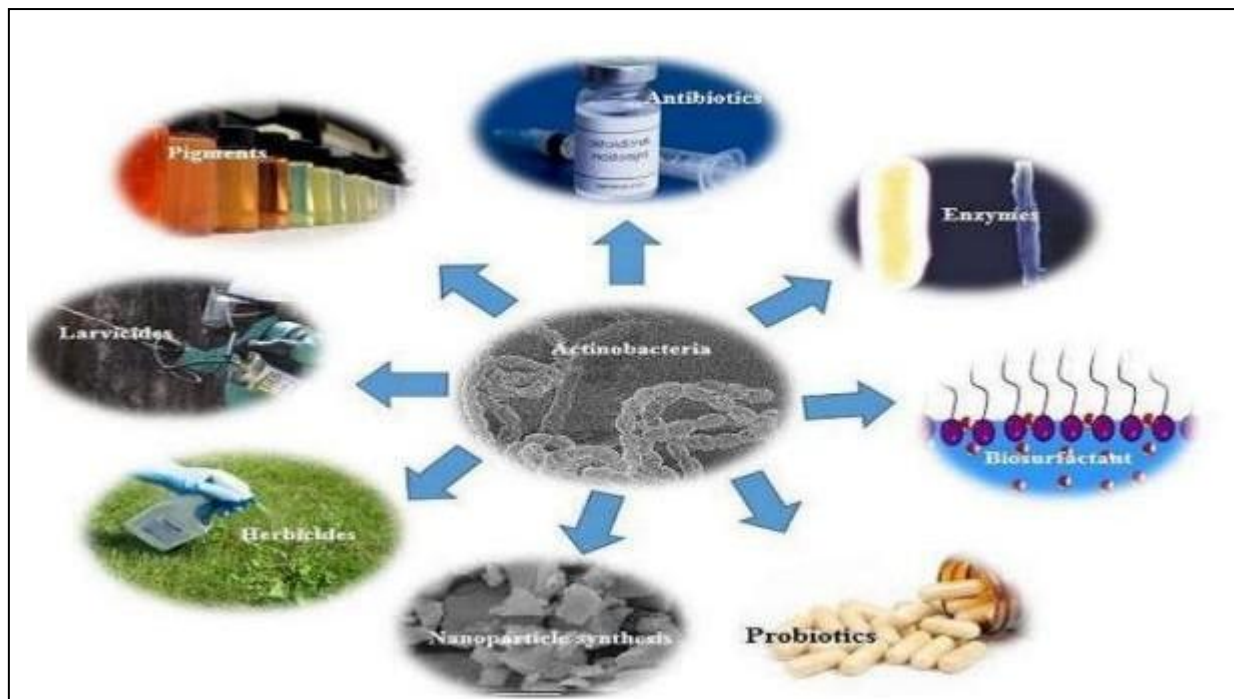 Antibiotics
Pigments
Enzymes
Larvicides
Actinobacteria
Biosurfactant
Herbicides
Nanoparticle synthesis
Probiotics